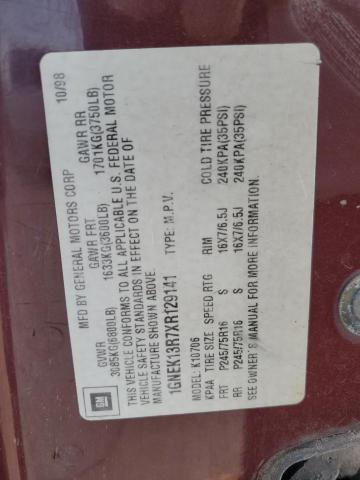 GM
MFD BY GENERAL MOTORS CORP
10/98
GVWR GAWR FRT GAWR RR
3085KG(6800LB) 1633KG(3600LB) 1701KG(3750LB)
THIS VEHICLE CONFORMS TO ALL APPLICABLE U.S. FEDERAL MOTOR
VEHICLE SAFETY STANDARDS IN EFFECT ON THE DATE OF
MANUFACTURE SHOWN ABOVE.
1GNEK13R7XR129141 TYPE: M.P.V.
MODEL: K10706
KPAA TIRE SIZE SPEED RTG RIM COLD TIRE PRESSURE
FRT P245/75R16 S 16X7/6.5J 240KPA(35PSI)
RR P245/75R16 S 16X7/6.5J 240KPA(35PSI)
SEE OWNER'S MANUAL FOR MORE INFORMATION.